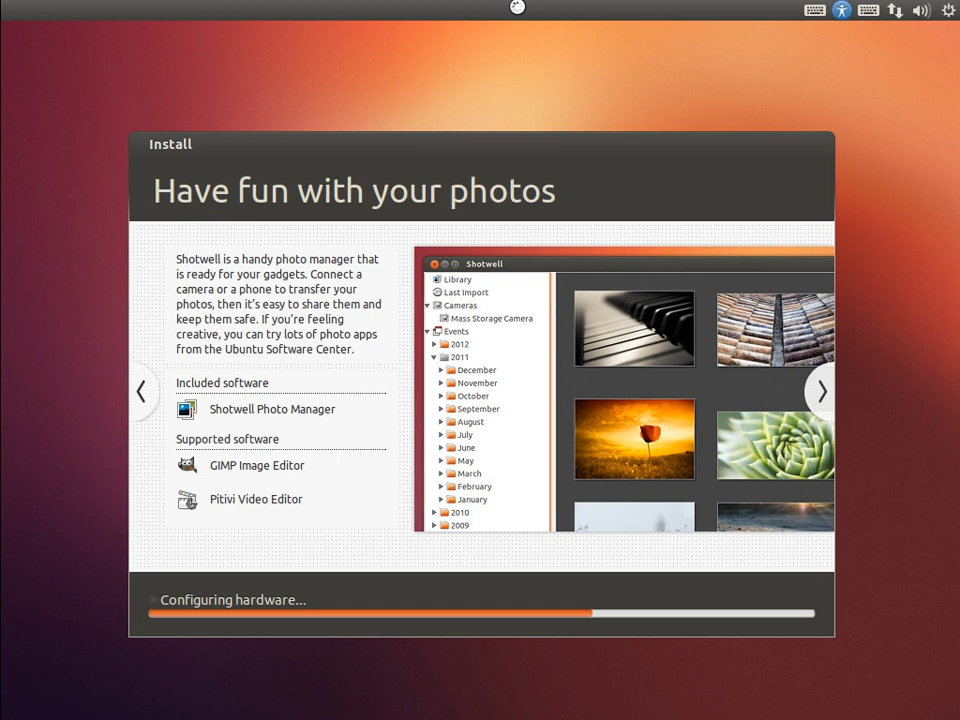 Install
Have fun with your photos
Shotwell is a handy photo manager that
is ready for your gadgets. Connect a
camera or a phone to transfer your
photos, then it's easy to share them and
keep them safe. If you're feeling
creative, you can try lots of photo apps
from the Ubuntu Software Center.
Included software
Shotwell Photo Manager
Supported software
GIMP Image Editor
Pitivi Video Editor
Shotwell
Library
Last Import
Cameras
Mass Storage Camera
Events
2012
2011
December
November
October
September
August
July
June
May
March
February
January
2010
2009
Configuring hardware...